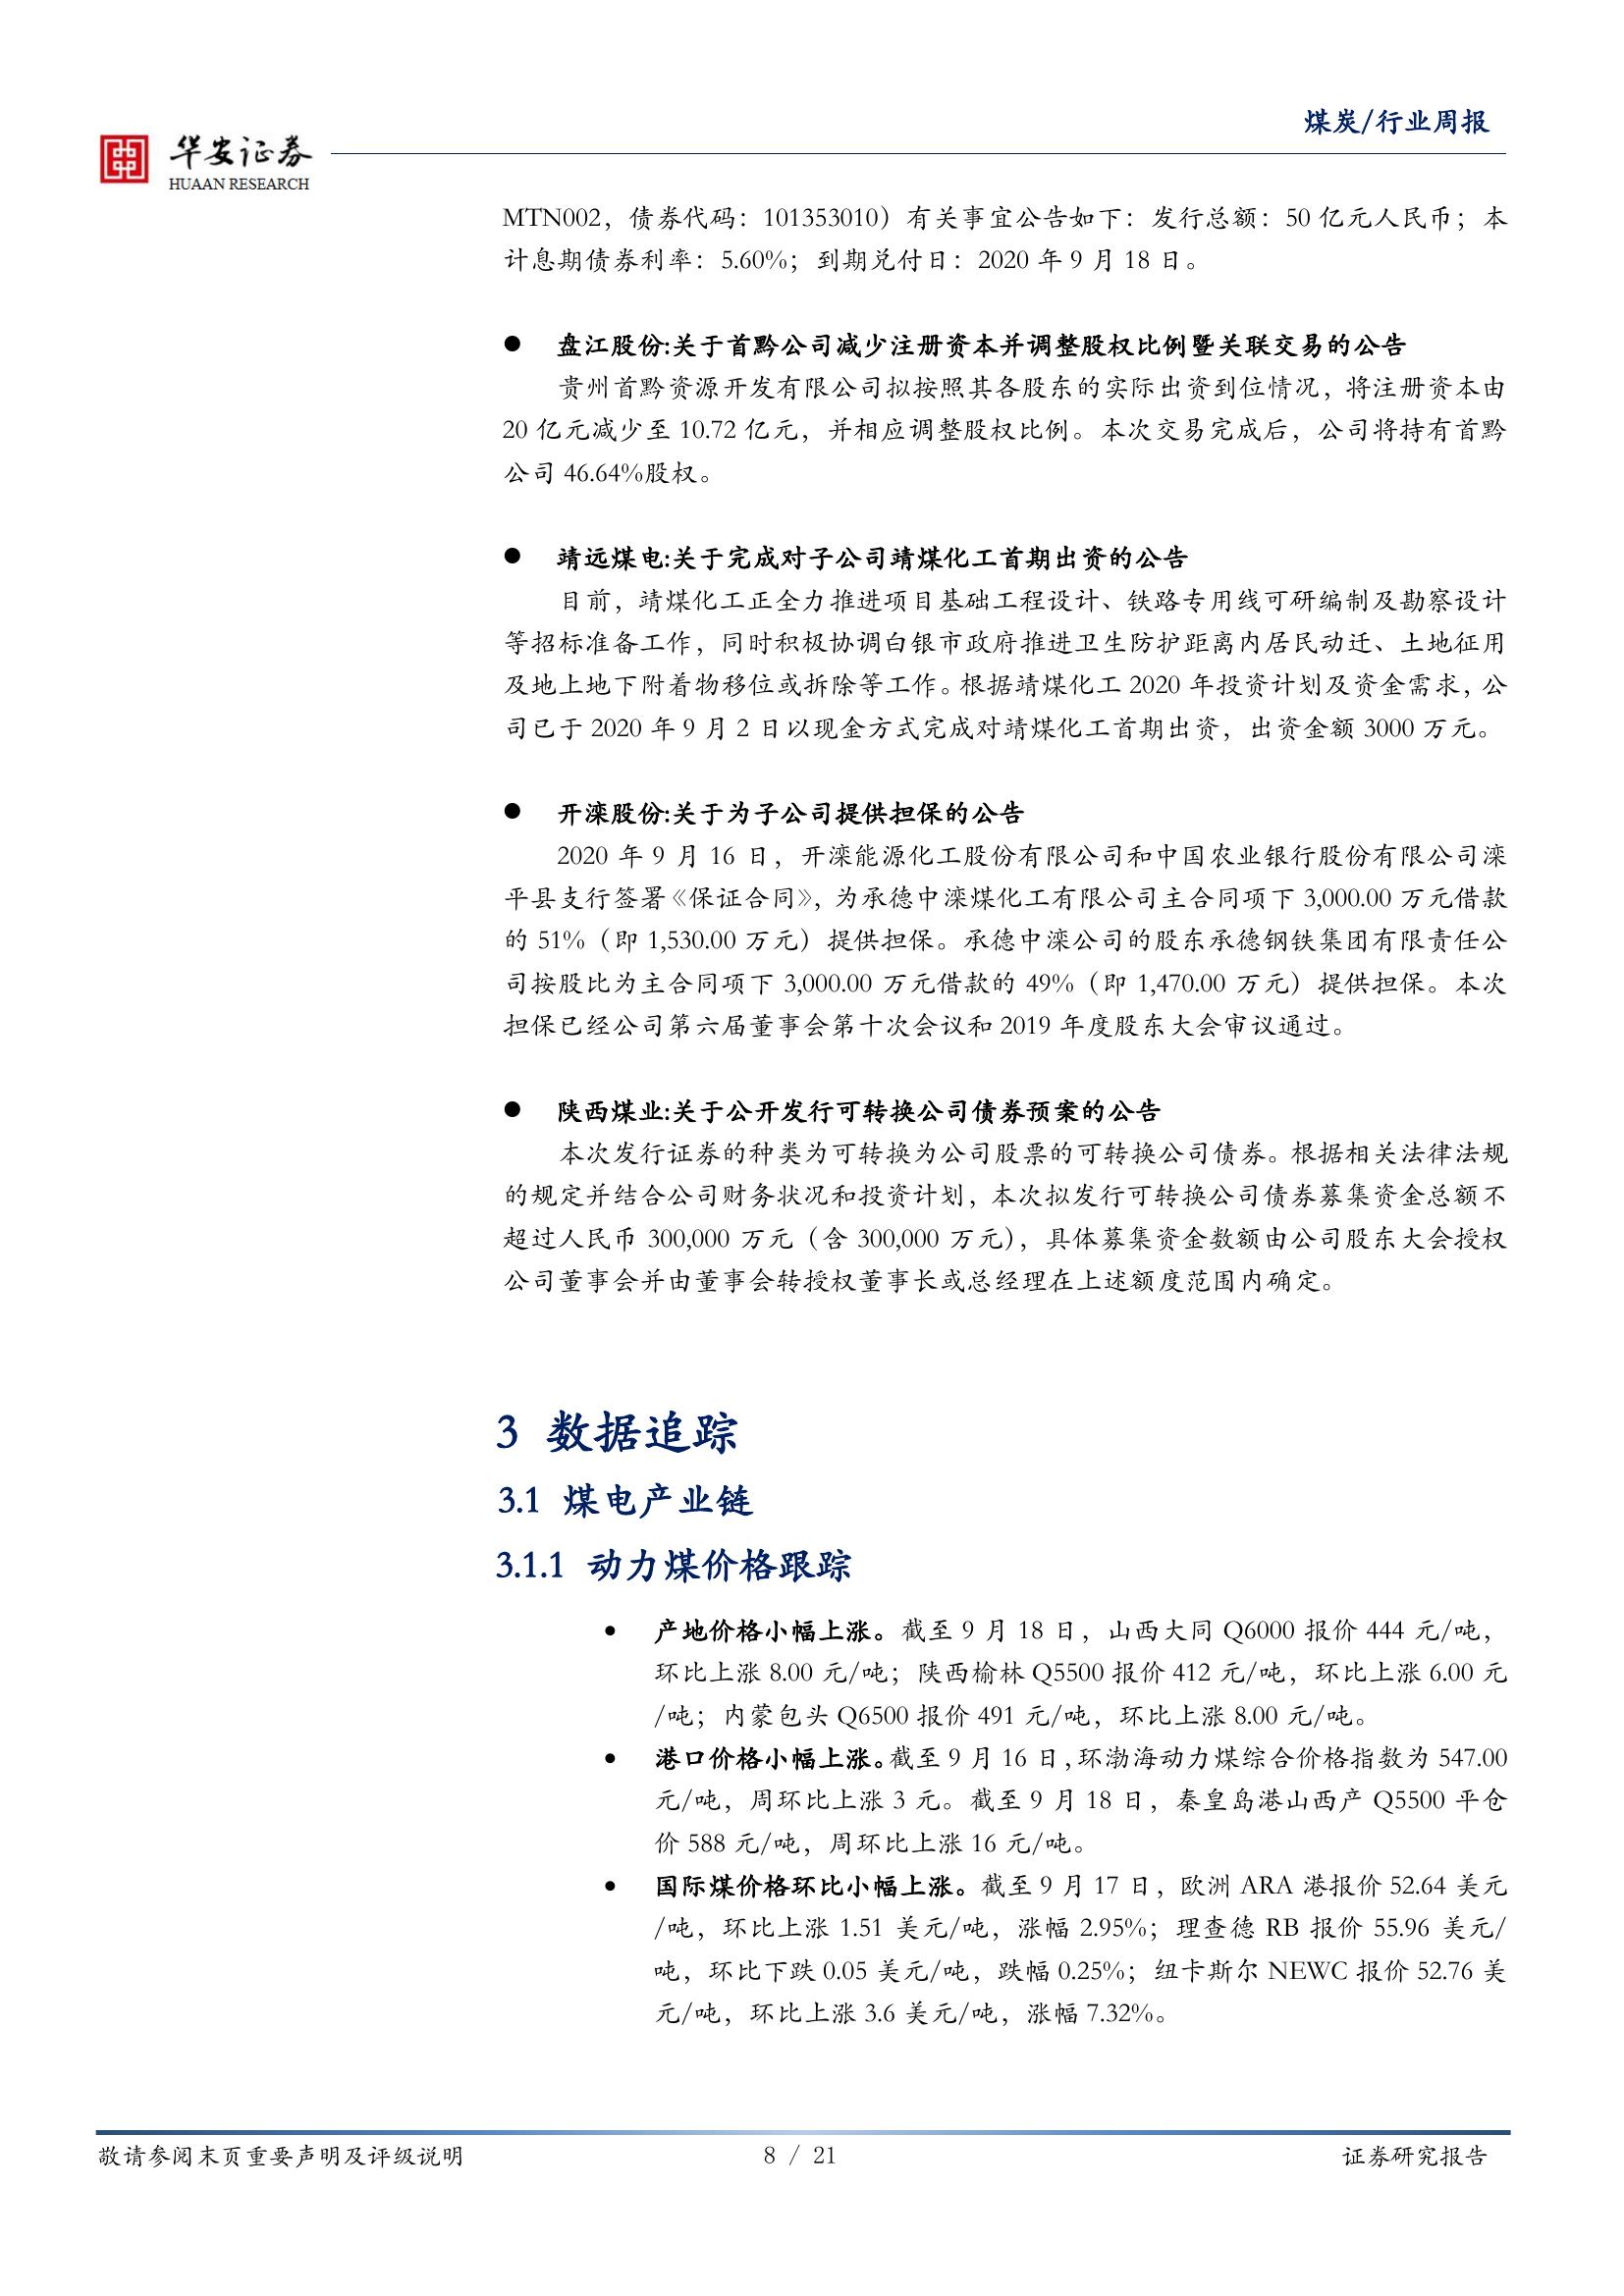 煤炭/行业周报
华安证券
HUAAN RESEARCH
MTN002，债券代码：101353010）有关事宜公告如下：发行总额：50 亿元人民币；本
计息期债券利率：5.60%；到期兑付日：2020 年 9 月 18 日。
● 盘江股份:关于首黔公司减少注册资本并调整股权比例暨关联交易的公告
贵州首黔资源开发有限公司拟按照其各股东的实际出资到位情况，将注册资本由
20 亿元减少至 10.72 亿元，并相应调整股权比例。本次交易完成后，公司将持有首黔
公司 46.64%股权。
● 靖远煤电:关于完成对子公司靖煤化工首期出资的公告
目前，靖煤化工正全力推进项目基础工程设计、铁路专用线可研编制及勘察设计
等招标准备工作，同时积极协调白银市政府推进卫生防护距离内居民动迁、土地征用
及地上地下附着物移位或拆除等工作。根据靖煤化工 2020 年投资计划及资金需求，公
司已于 2020 年 9 月 2 日以现金方式完成对靖煤化工首期出资，出资金额 3000 万元。
● 开滦股份:关于为子公司提供担保的公告
2020 年 9 月 16 日，开滦能源化工股份有限公司和中国农业银行股份有限公司滦
平县支行签署《保证合同》，为承德中滦煤化工有限公司主合同项下 3,000.00 万元借款
的 51%（即 1,530.00 万元）提供担保。承德中滦公司的股东承德钢铁集团有限责任公
司按股比为主合同项下 3,000.00 万元借款的 49%（即 1,470.00 万元）提供担保。本次
担保已经公司第六届董事会第十次会议和 2019 年度股东大会审议通过。
● 陕西煤业:关于公开发行可转换公司债券预案的公告
本次发行证券的种类为可转换为公司股票的可转换公司债券。根据相关法律法规
的规定并结合公司财务状况和投资计划，本次拟发行可转换公司债券募集资金总额不
超过人民币 300,000 万元（含 300,000 万元），具体募集资金数额由公司股东大会授权
公司董事会并由董事会转授权董事长或总经理在上述额度范围内确定。
3 数据追踪
3.1 煤电产业链
3.1.1 动力煤价格跟踪
• 产地价格小幅上涨。截至 9 月 18 日，山西大同 Q6000 报价 444 元/吨，
环比上涨 8.00 元/吨；陕西榆林 Q5500 报价 412 元/吨，环比上涨 6.00 元
/吨；内蒙包头 Q6500 报价 491 元/吨，环比上涨 8.00 元/吨。
• 港口价格小幅上涨。截至 9 月 16 日，环渤海动力煤综合价格指数为 547.00
元/吨，周环比上涨 3 元。截至 9 月 18 日，秦皇岛港山西产 Q5500 平仓
价 588 元/吨，周环比上涨 16 元/吨。
• 国际煤价格环比小幅上涨。截至 9 月 17 日，欧洲 ARA 港报价 52.64 美元
/吨，环比上涨 1.51 美元/吨，涨幅 2.95%；理查德 RB 报价 55.96 美元/
吨，环比下跌 0.05 美元/吨，跌幅 0.25%；纽卡斯尔 NEWC 报价 52.76 美
元/吨，环比上涨 3.6 美元/吨，涨幅 7.32%。
敬请参阅末页重要声明及评级说明 8 / 21 证券研究报告